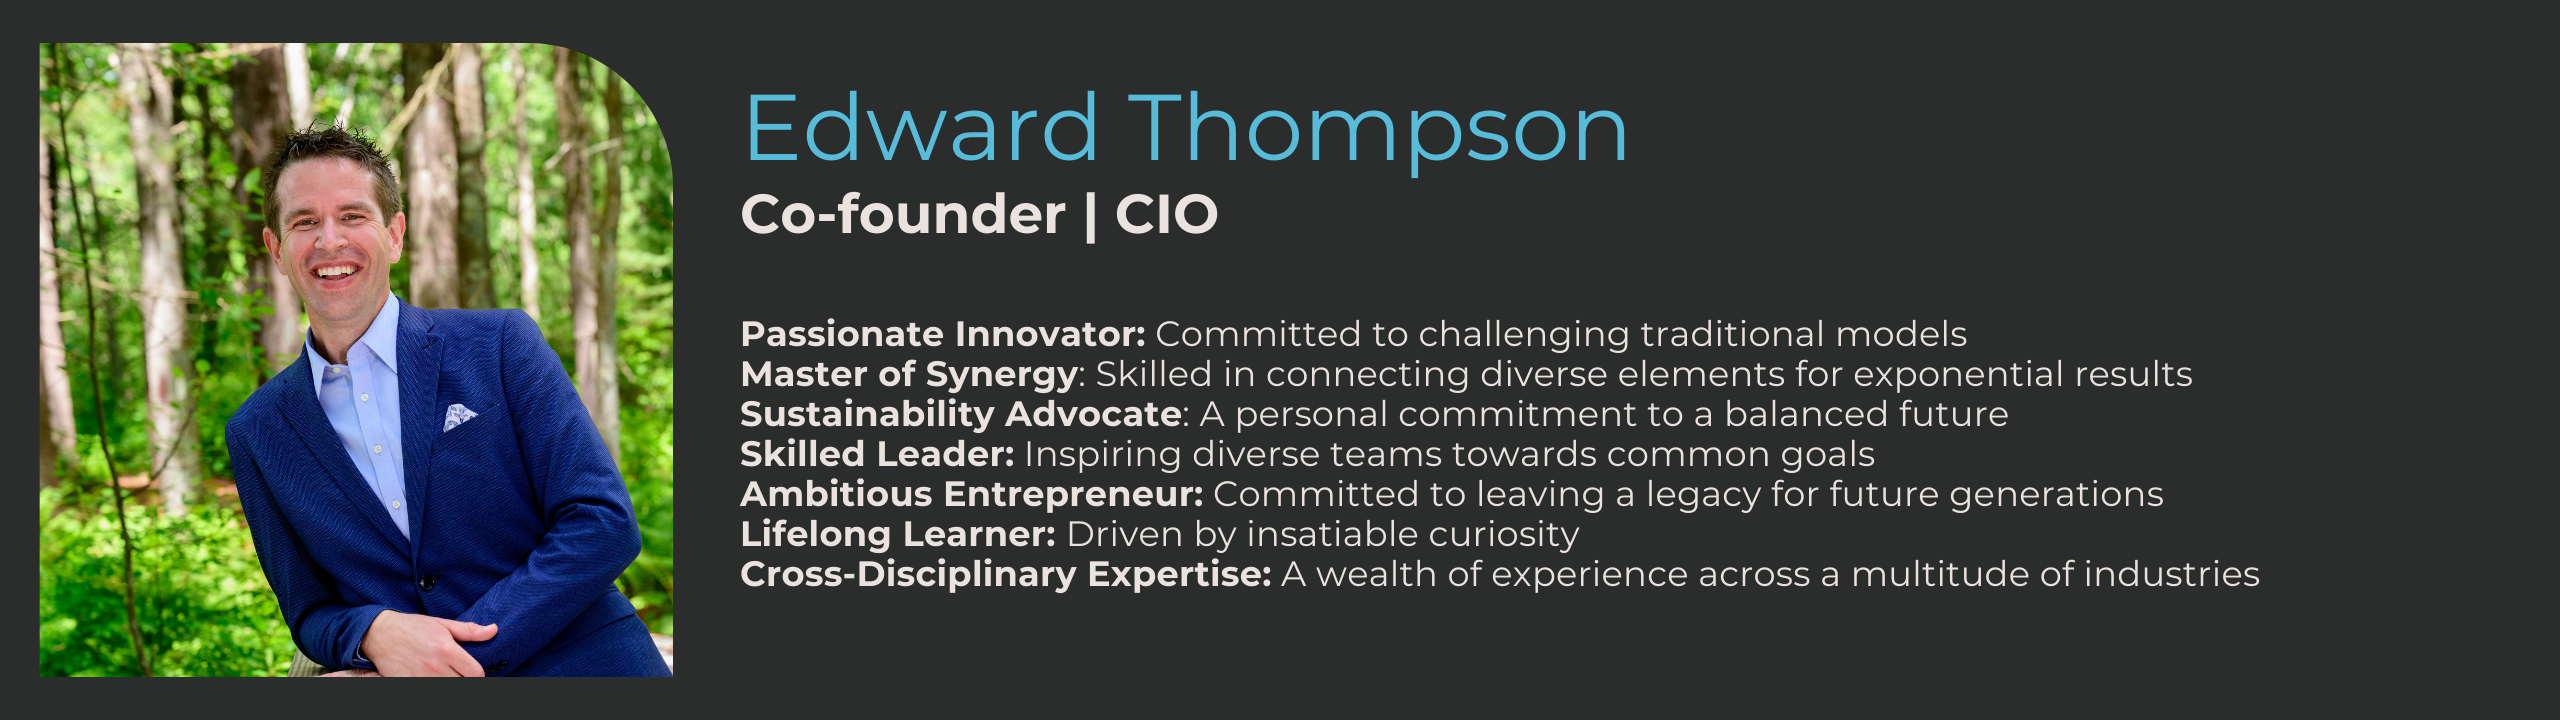 Edward Thompson
Co-founder | CIO
Passionate Innovator: Committed to challenging traditional models
Master of Synergy: Skilled in connecting diverse elements for exponential results
Sustainability Advocate: A personal commitment to a balanced future
Skilled Leader: Inspiring diverse teams towards common goals
Ambitious Entrepreneur: Committed to leaving a legacy for future generations
Lifelong Learner: Driven by insatiable curiosity
Cross-Disciplinary Expertise: A wealth of experience across a multitude of industries